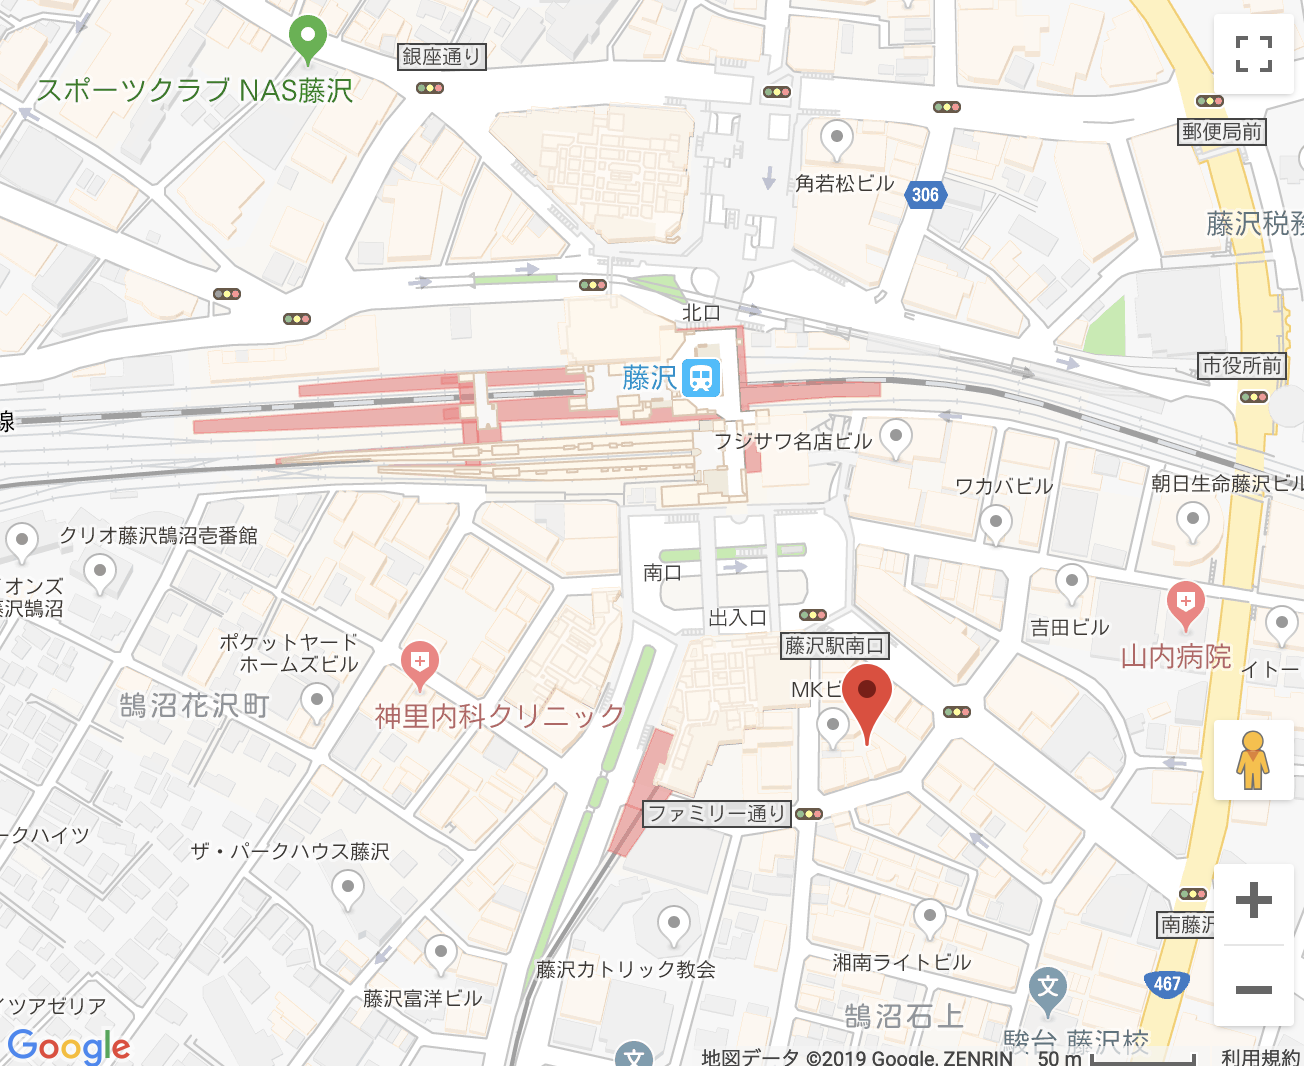 銀座通り
スポーツクラブ NAS藤沢
郵便局前
角若松ビル
306
藤沢税務
北口
市役所前
藤沢
線
フジサワ名店ビル
ワカバビル
朝日生命藤沢ビル
クリオ藤沢鵠沼壱番館
南口
イオンズ
藤沢鵠沼
出入口
吉田ビル
ポケットヤード
ホームズビル
藤沢駅南口
山内病院
イトー
MKビ
鵠沼花沢町
神里内科クリニック
ファミリー通り
ークハイツ
ザ・パークハウス藤沢
南藤沢
湘南ライトビル
藤沢カトリック教会
467
藤沢富洋ビル
イツアゼリア
鵠沼石上
文
駿台 藤沢校
Google
文
地図データ ©2019 Google, ZENRIN
50 m
利用規約